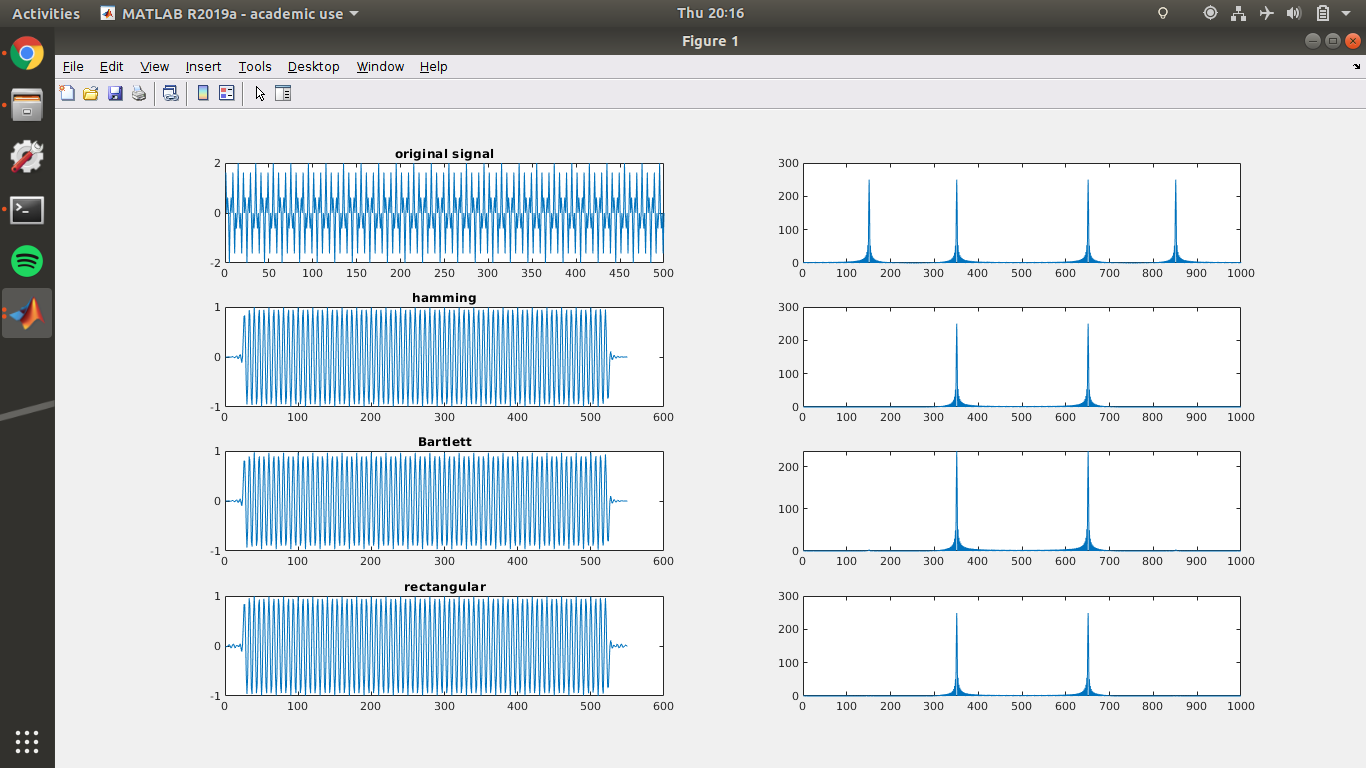 Activities MATLAB R2019a - academic use Thu 20:16
Figure 1
File Edit View Insert Tools Desktop Window Help
original signal
2
0
-2
0 50 100 150 200 250 300 350 400 450 500
300
200
100
0
0 100 200 300 400 500 600 700 800 900 1000
hamming
1
0
-1
0 100 200 300 400 500 600
300
200
100
0
0 100 200 300 400 500 600 700 800 900 1000
Bartlett
1
0
-1
0 100 200 300 400 500 600
200
100
0
0 100 200 300 400 500 600 700 800 900 1000
rectangular
1
0
-1
0 100 200 300 400 500 600
300
200
100
0
0 100 200 300 400 500 600 700 800 900 1000